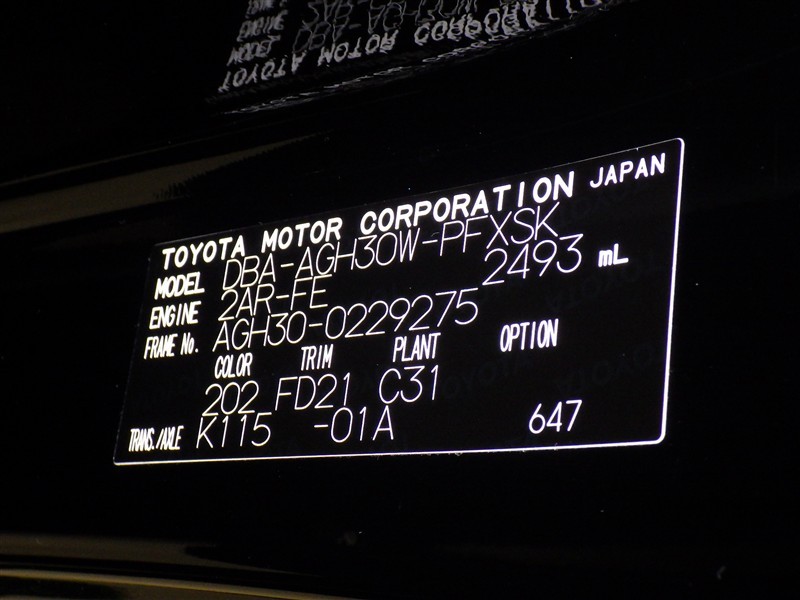 TOYOTA MOTOR CORPORATION JAPAN
MODEL DBA-AGH30W-PFXSK
ENGINE 2AR-FE 2493 mL
FRAME No. AGH30-0229275
COLOR TRIM PLANT OPTION
202 FD21 C31
TRANS./AXLE K115 -01A 647